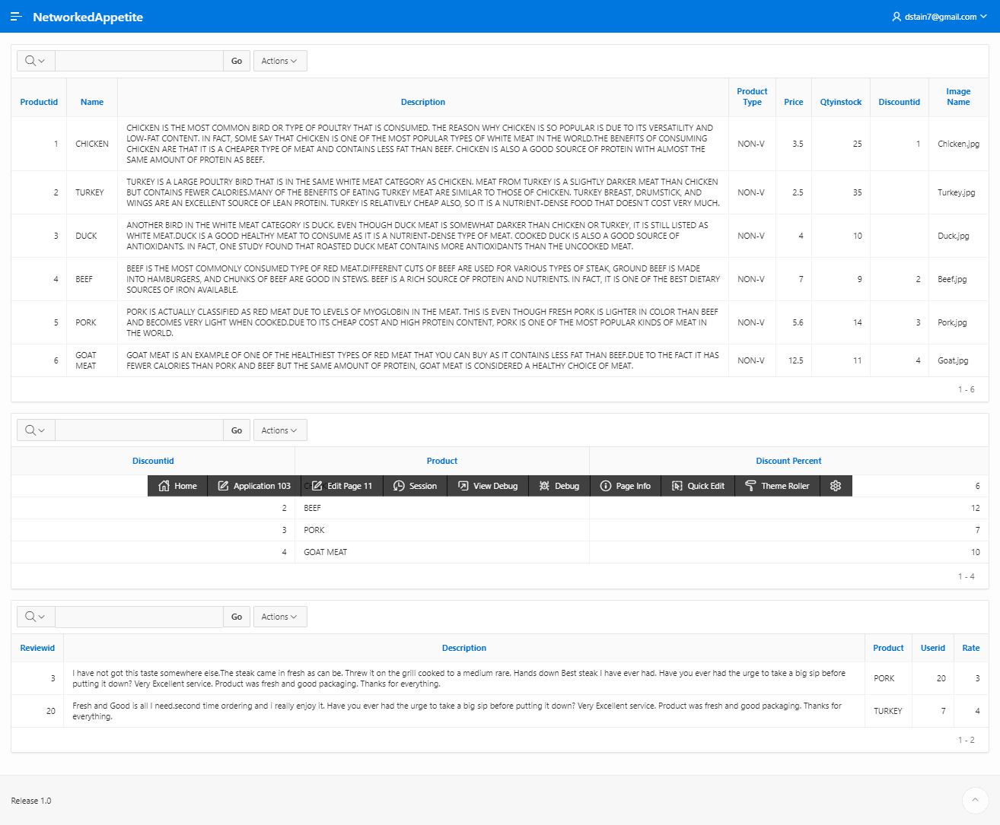 NetworkedAppetite
dstain7@gmail.com
Go
Actions
Productid
Name
Description
Product
Type
Price
Qtyinstock
Discountid
Image
Name
1
CHICKEN
CHICKEN IS THE MOST COMMON BIRD OR TYPE OF POULTRY THAT IS CONSUMED. THE REASON WHY CHICKEN IS SO POPULAR IS DUE TO ITS VERSATILITY AND
LOW-FAT CONTENT. IN FACT, SOME SAY THAT CHICKEN IS ONE OF THE MOST POPULAR TYPES OF WHITE MEAT IN THE WORLD.THE BENEFITS OF CONSUMING
CHICKEN ARE THAT IT IS A CHEAPER TYPE OF MEAT AND CONTAINS LESS FAT THAN BEEF. CHICKEN IS ALSO A GOOD SOURCE OF PROTEIN WITH ALMOST THE
SAME AMOUNT OF PROTEIN AS BEEF.
NON-V
3.5
25
1
Chicken.jpg
2
TURKEY
TURKEY IS A LARGE POULTRY BIRD THAT IS IN THE SAME WHITE MEAT CATEGORY AS CHICKEN. MEAT FROM TURKEY IS A SLIGHTLY DARKER MEAT THAN CHICKEN
BUT CONTAINS FEWER CALORIES.MANY OF THE BENEFITS OF EATING TURKEY MEAT ARE SIMILAR TO THOSE OF CHICKEN. TURKEY BREAST, DRUMSTICK, AND
WINGS ARE AN EXCELLENT SOURCE OF LEAN PROTEIN. TURKEY IS RELATIVELY CHEAP ALSO, SO IT IS A NUTRIENT-DENSE FOOD THAT DOESN'T COST VERY MUCH.
NON-V
2.5
35
Turkey.jpg
3
DUCK
ANOTHER BIRD IN THE WHITE MEAT CATEGORY IS DUCK. EVEN THOUGH DUCK MEAT IS SOMEWHAT DARKER THAN CHICKEN OR TURKEY, IT IS STILL LISTED AS
WHITE MEAT.DUCK IS A GOOD HEALTHY MEAT TO CONSUME AS IT IS A NUTRIENT-DENSE TYPE OF MEAT. COOKED DUCK IS ALSO A GOOD SOURCE OF
ANTIOXIDANTS. IN FACT, ONE STUDY FOUND THAT ROASTED DUCK MEAT CONTAINS MORE ANTIOXIDANTS THAN THE UNCOOKED MEAT.
NON-V
4
10
Duck.jpg
4
BEEF
BEEF IS THE MOST COMMONLY CONSUMED TYPE OF RED MEAT.DIFFERENT CUTS OF BEEF ARE USED FOR VARIOUS TYPES OF STEAK, GROUND BEEF IS MADE
INTO HAMBURGERS, AND CHUNKS OF BEEF ARE GOOD IN STEWS. BEEF IS A RICH SOURCE OF PROTEIN AND NUTRIENTS. IN FACT, IT IS ONE OF THE BEST DIETARY
SOURCES OF IRON AVAILABLE.
NON-V
7
9
2
Beef.jpg
5
PORK
PORK IS ACTUALLY CLASSIFIED AS RED MEAT DUE TO LEVELS OF MYOGLOBIN IN THE MEAT. THIS IS EVEN THOUGH FRESH PORK IS LIGHTER IN COLOR THAN BEEF
AND BECOMES VERY LIGHT WHEN COOKED.DUE TO ITS CHEAP COST AND HIGH PROTEIN CONTENT, PORK IS ONE OF THE MOST POPULAR KINDS OF MEAT IN
THE WORLD.
NON-V
5.6
14
3
Pork.jpg
6
GOAT
MEAT
GOAT MEAT IS AN EXAMPLE OF ONE OF THE HEALTHIEST TYPES OF RED MEAT THAT YOU CAN BUY AS IT CONTAINS LESS FAT THAN BEEF.DUE TO THE FACT IT HAS
FEWER CALORIES THAN PORK AND BEEF BUT THE SAME AMOUNT OF PROTEIN, GOAT MEAT IS CONSIDERED A HEALTHY CHOICE OF MEAT.
NON-V
12.5
11
4
Goat.jpg
1 - 6
Go
Actions
Discountid
Product
Discount Percent
Home
Application 103
Edit Page 11
Session
View Debug
Debug
Page Info
Quick Edit
Theme Roller
6
2
BEEF
12
3
PORK
7
4
GOAT MEAT
10
1 - 4
Go
Actions
Reviewid
Description
Product
Userid
Rate
3
I have not got this taste somewhere else.The steak came in fresh as can be. Threw it on the grill cooked to a medium rare. Hands down Best steak I have ever had. Have you ever had the urge to take a big sip before
putting it down? Very Excellent service. Product was fresh and good packaging. Thanks for everything.
PORK
20
3
20
Fresh and Good is all I need.second time ordering and i really enjoy it. Have you ever had the urge to take a big sip before putting it down? Very Excellent service. Product was fresh and good packaging. Thanks for
everything.
TURKEY
7
4
1 - 2
Release 1.0